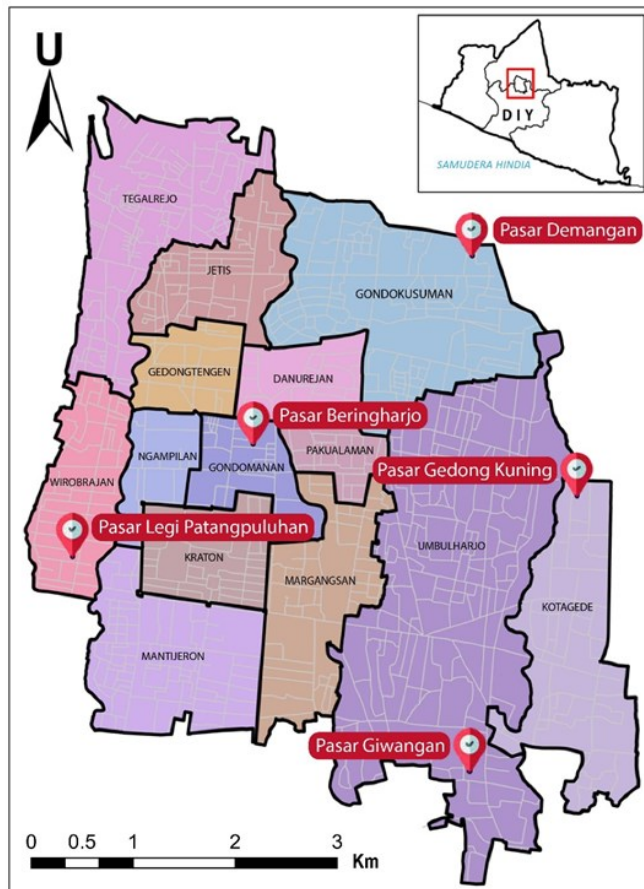 U
DIY
SAMUDERA HINDIA
TEGALREJO
Pasar Demangan
JETIS
GONDOKUSUMAN
GEDONGTENGEN
DANUREJAN
Pasar Beringharjo
NGAMPILAN
GONDOMANAN
PAKUALAMAN
Pasar Gedong Kuning
WIROBRAJAN
Pasar Legi Patangpuluhan
KRATON
UMBULHARJO
MARGANGSAN
KOTAGEDE
MANTIJERON
Pasar Giwangan
0 0.5 1 2 3
Km